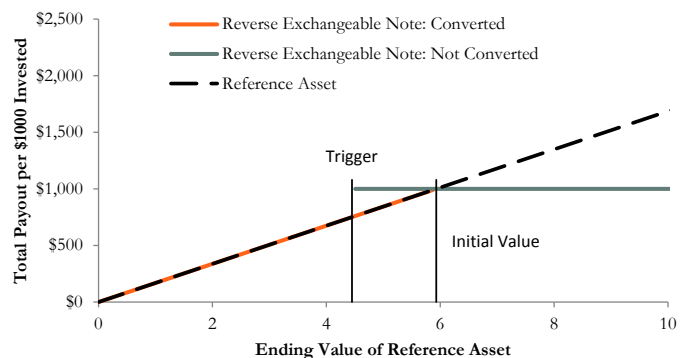 $2,500
$2,000
$1,500
$1,000
$500
$0
Total Payout per $1000 Invested
Reverse Exchangeable Note: Converted
Reverse Exchangeable Note: Not Converted
Reference Asset
Trigger
Initial Value
0 2 4 6 8 10
Ending Value of Reference Asset